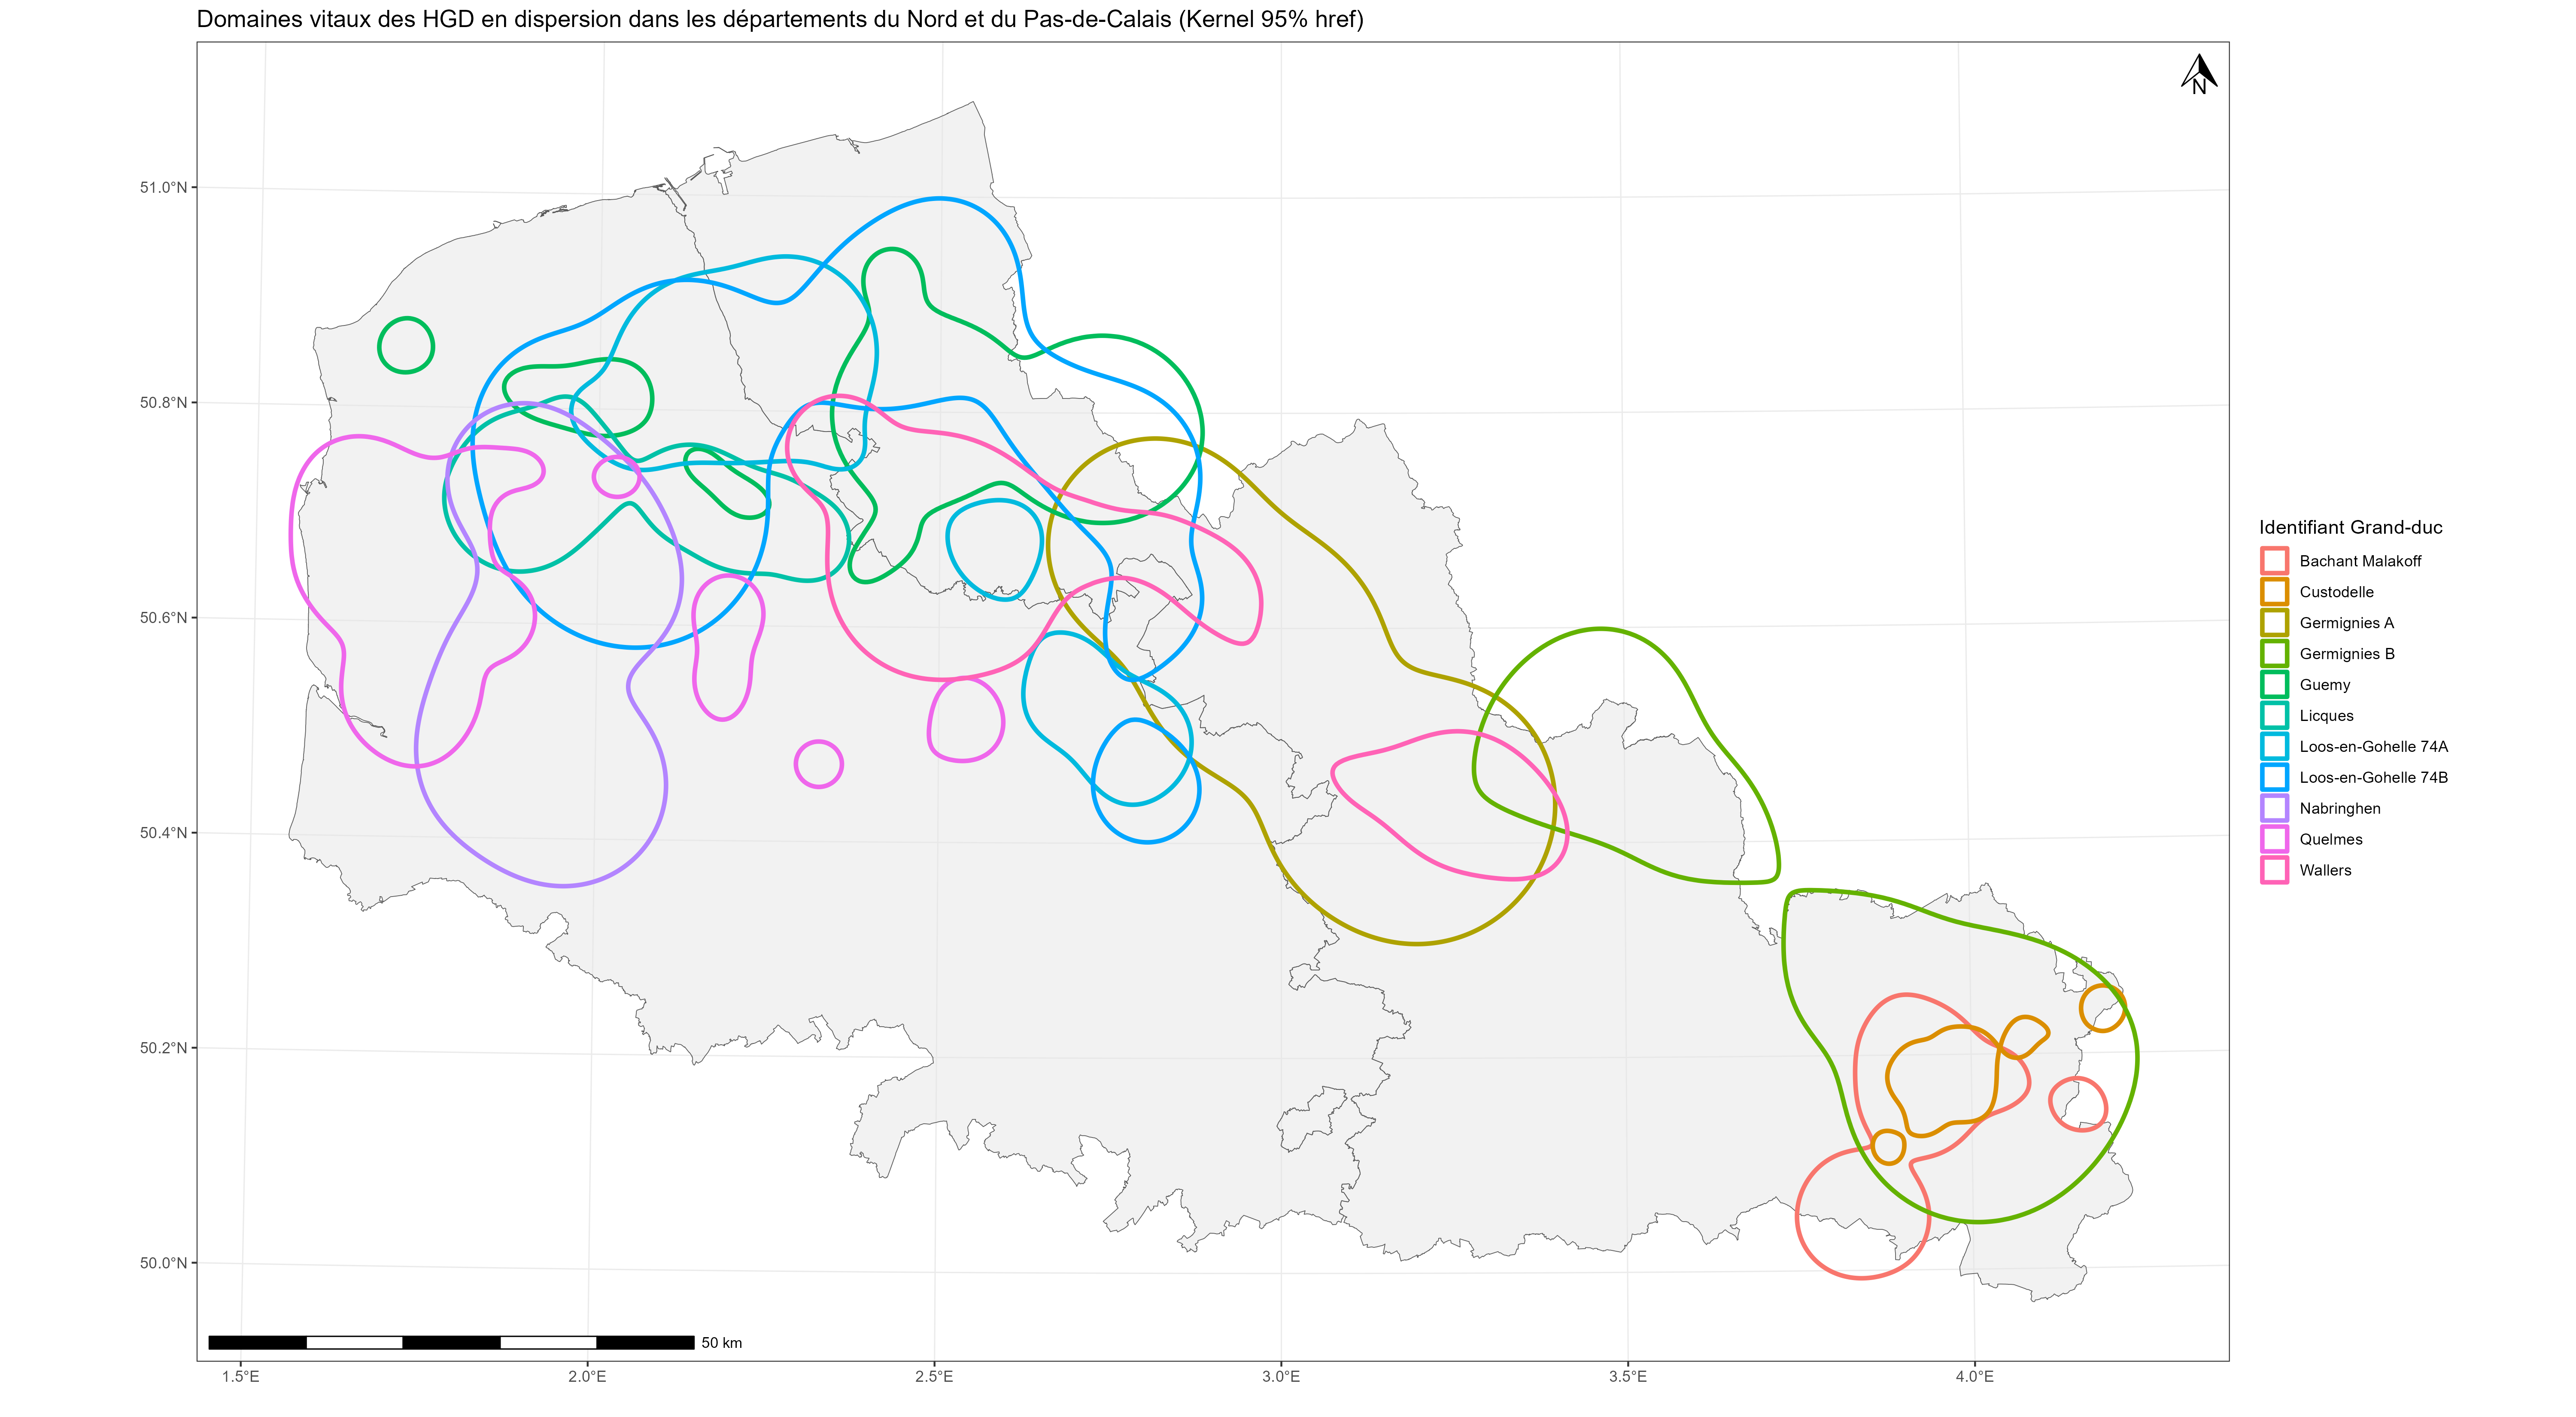 Domaines vitaux des HGD en dispersion dans les départements du Nord et du Pas-de-Calais (Kernel 95% href)
N
51.0°N
50.8°N
50.6°N
50.4°N
50.2°N
50.0°N
50 km
1.5°E
2.0°E
2.5°E
3.0°E
3.5°E
4.0°E
Identifiant Grand-duc
Bachant Malakoff
Custodelle
Germignies A
Germignies B
Guemy
Licques
Loos-en-Gohelle 74A
Loos-en-Gohelle 74B
Nabringhen
Quelmes
Wallers